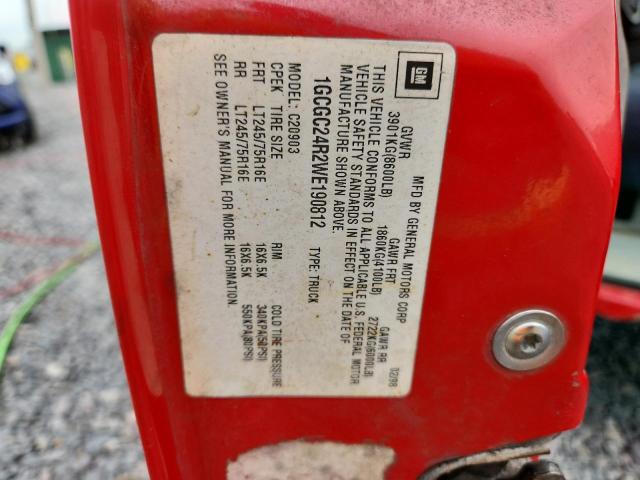 GM
MFD BY GENERAL MOTORS CORP 02/98
GVWR GAWR FRT GAWR RR
3901KG(8600LB) 1860KG(4100LB) 2722KG(6000LB)
THIS VEHICLE CONFORMS TO ALL APPLICABLE U.S. FEDERAL MOTOR
VEHICLE SAFETY STANDARDS IN EFFECT ON THE DATE OF
MANUFACTURE SHOWN ABOVE.
1GCGC24R2WE190812 TYPE: TRUCK
MODEL: C20903
CPEK TIRE SIZE RIM COLD TIRE PRESSURE
FRT LT245/75R16E 16X6.5K 340KPA(50PSI)
RR LT245/75R16E 16X6.5K 550KPA(80PSI)
SEE OWNER'S MANUAL FOR MORE INFORMATION.